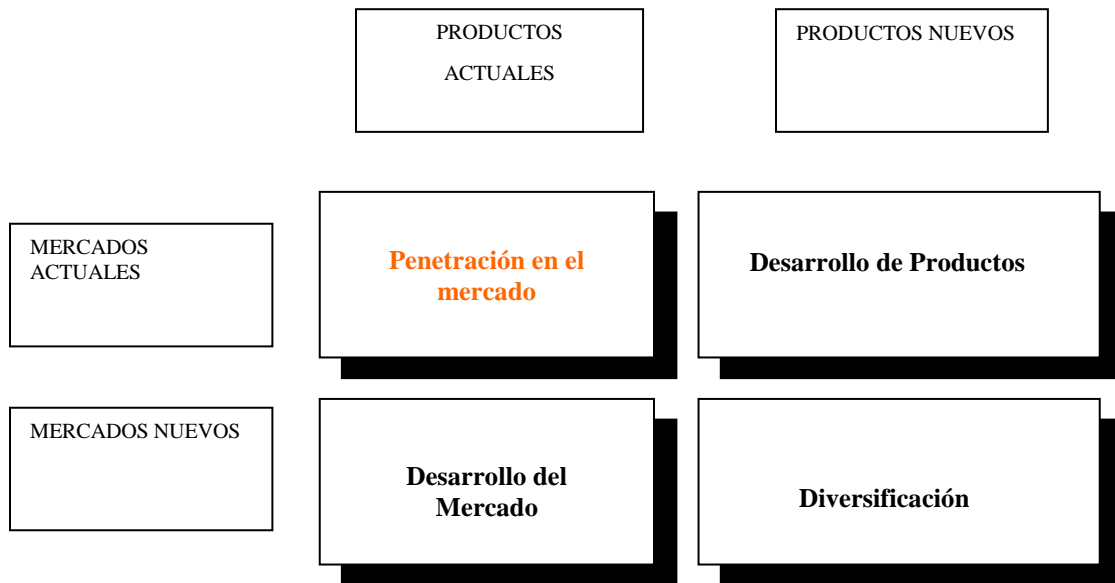 PRODUCTOS
ACTUALES
PRODUCTOS NUEVOS
MERCADOS
ACTUALES
Penetración en el
mercado
Desarrollo de Productos
MERCADOS NUEVOS
Desarrollo del
Mercado
Diversificación